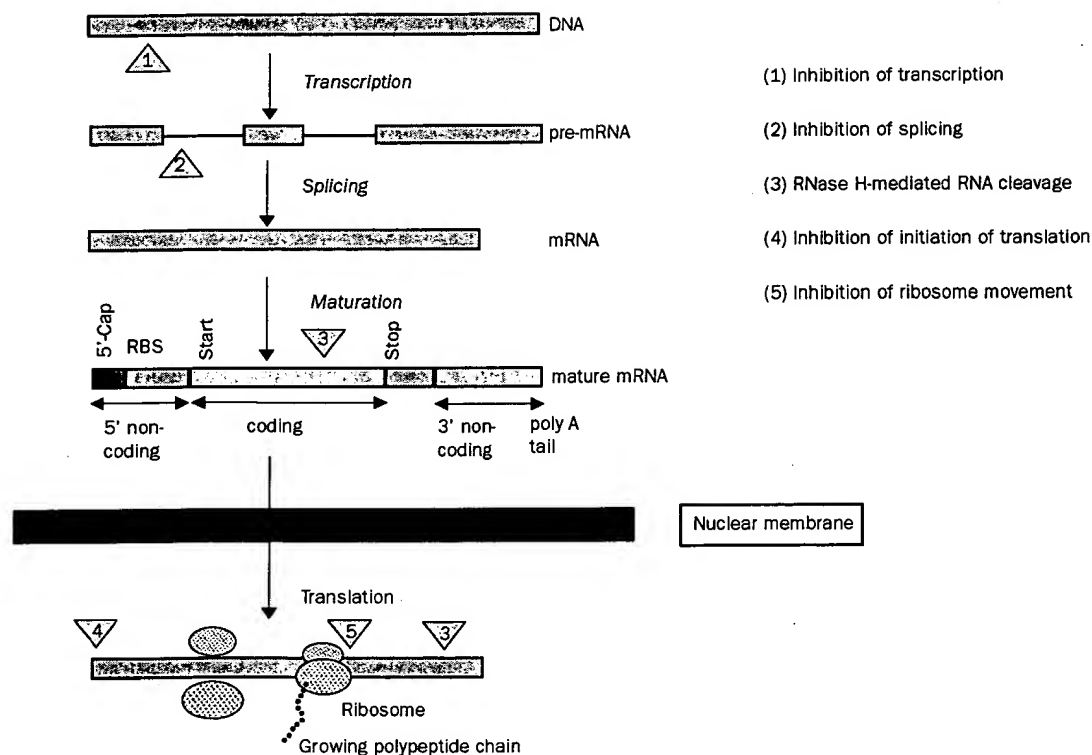 DNA
1
Transcription
pre-mRNA
2
Splicing
mRNA
Maturation
3
5'-Cap
RBS
Start
Stop
mature mRNA
5' non-
coding
coding
3' non-
coding
poly A
tail
Nuclear membrane
Translation
4
5
3
Ribosome
Growing polypeptide chain
(1) Inhibition of transcription
(2) Inhibition of splicing
(3) RNase H-mediated RNA cleavage
(4) Inhibition of initiation of translation
(5) Inhibition of ribosome movement